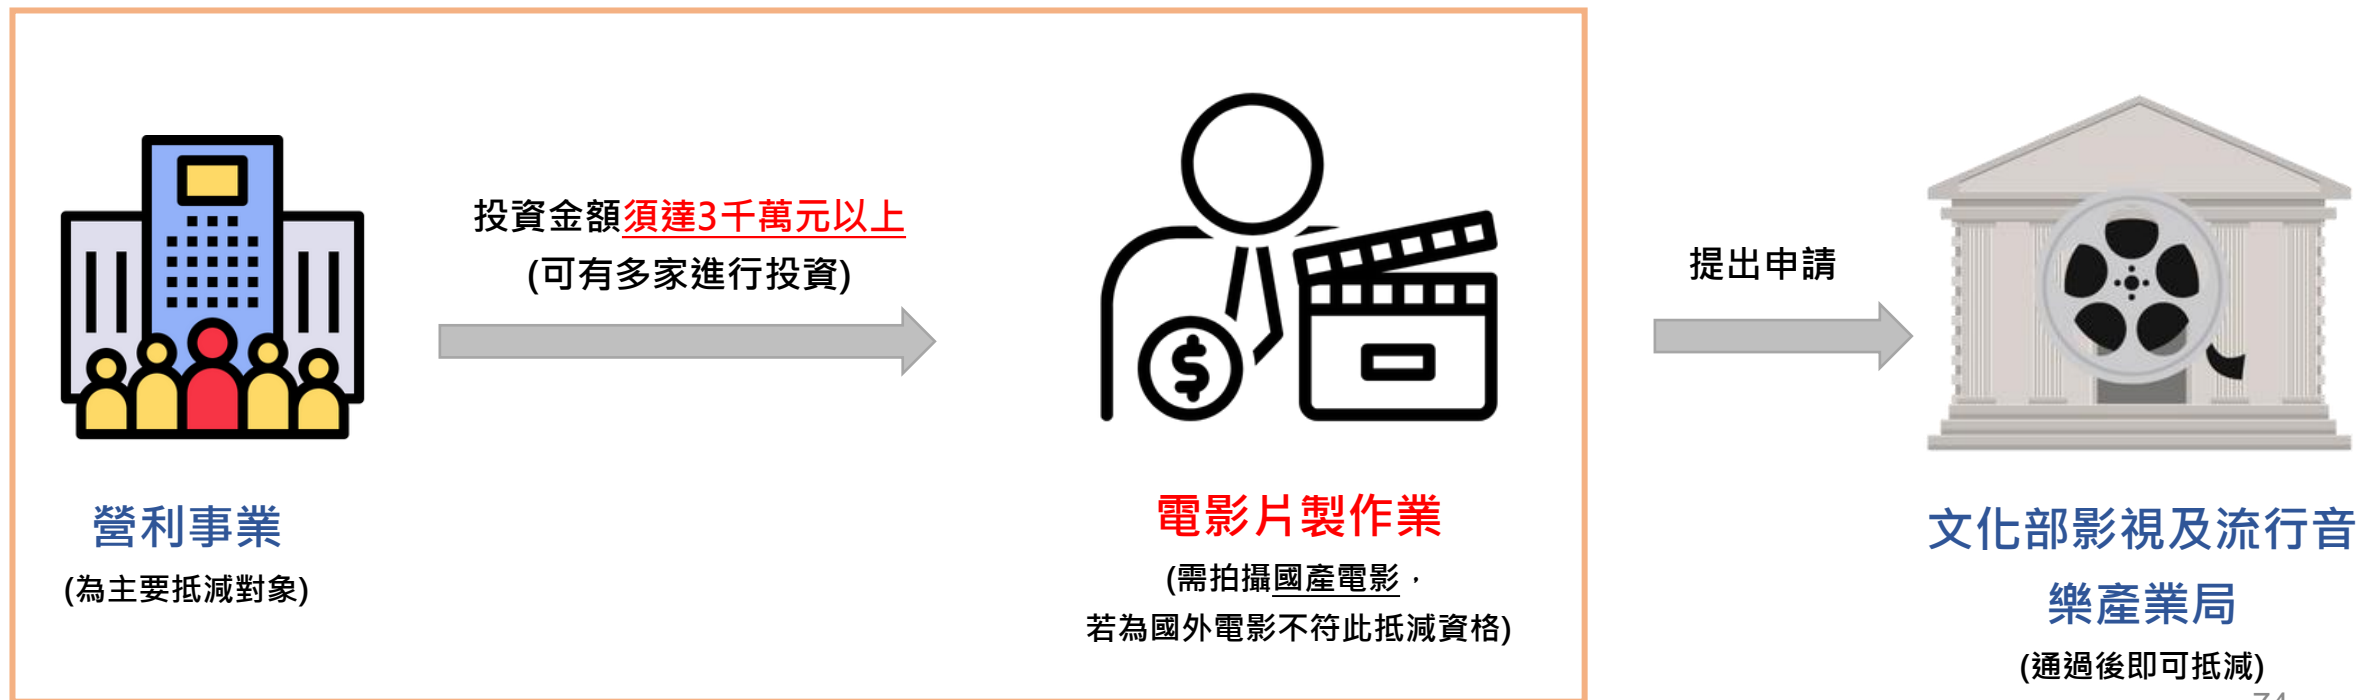 投資金額須達3千萬元以上
(可有多家進行投資)
提出申請
營利事業
(為主要抵減對象)
電影片製作業
(需拍攝國產電影，
若為國外電影不符此抵減資格)
文化部影視及流行音
樂產業局
(通過後即可抵減)